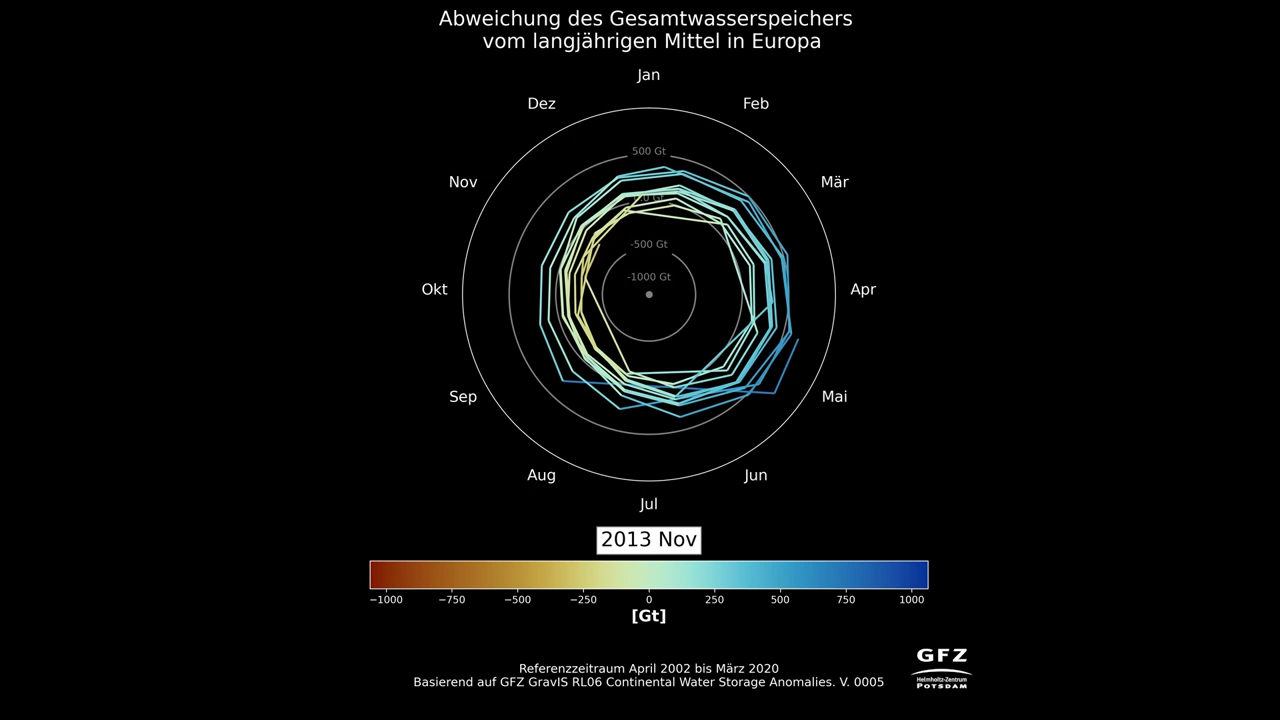 Abweichung des Gesamtwasserspeichers
vom langjährigen Mittel in Europa
Jan
Dez
Feb
500 Gt
Nov
Mär
0 Gt
-500 Gt
-1000 Gt
Okt
Apr
Sep
Mai
Aug
Jun
Jul
2013 Nov
−1000 −750 −500 −250 0 250 500 750 1000
[Gt]
GFZ
Helmholtz-Zentrum
POTSDAM
Referenzzeitraum April 2002 bis März 2020
Basierend auf GFZ GravIS RL06 Continental Water Storage Anomalies. V. 0005